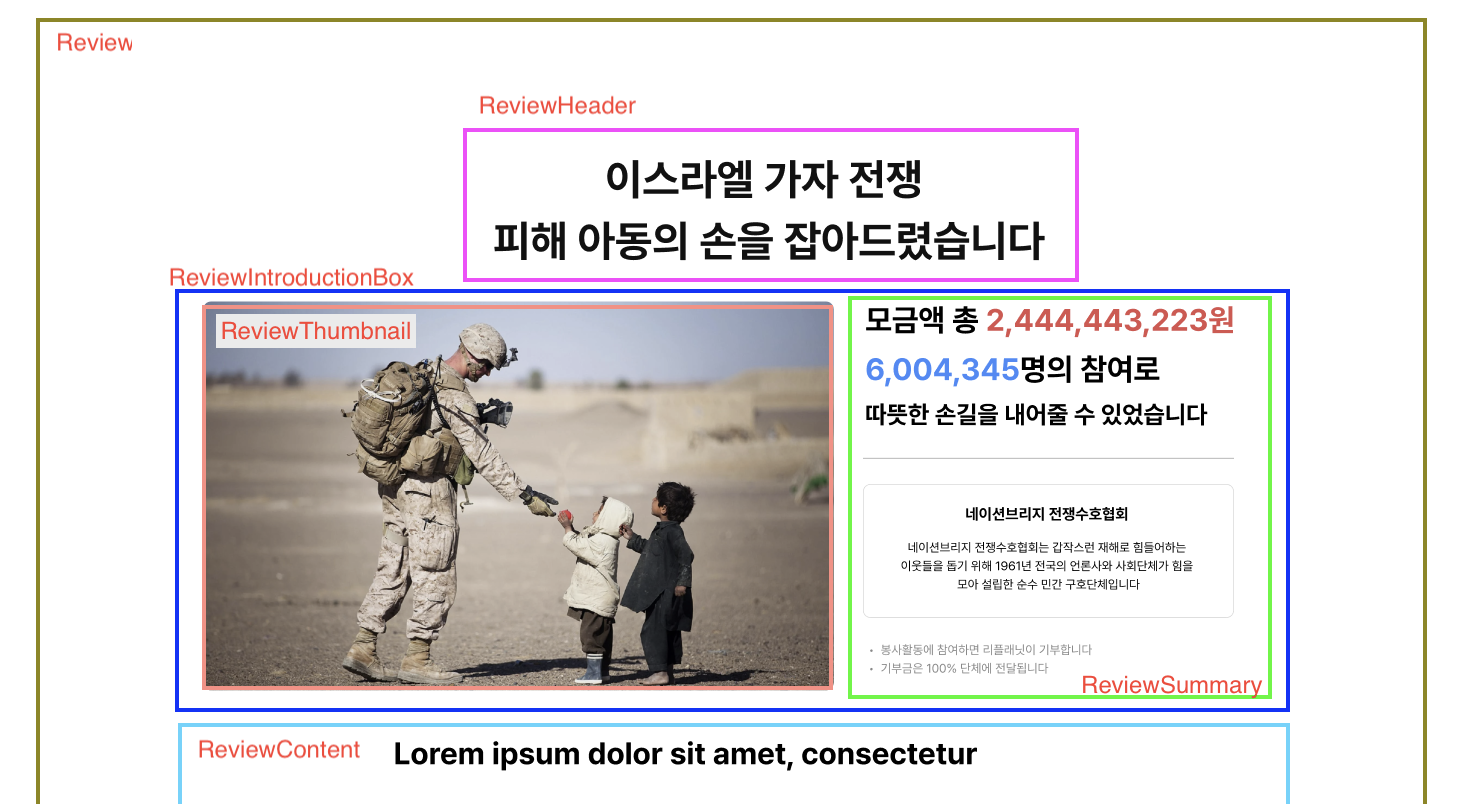 Review
ReviewHeader
이스라엘 가자 전쟁
피해 아동의 손을 잡아드렸습니다
ReviewIntroductionBox
ReviewThumbnail
모금액 총 2,444,443,223원
6,004,345명의 참여로
따뜻한 손길을 내어줄 수 있었습니다
네이션브리지 전쟁수호협회
네이션브리지 전쟁수호협회는 갑작스런 재해로 힘들어하는
이웃들을 돕기 위해 1961년 전국의 언론사와 사회단체가 힘을
모아 설립한 순수 민간 구호단체입니다
• 봉사활동에 참여하면 리플래닛이 기부합니다
• 기부금은 100% 단체에 전달됩니다
ReviewSummary
ReviewContent
Lorem ipsum dolor sit amet, consectetur